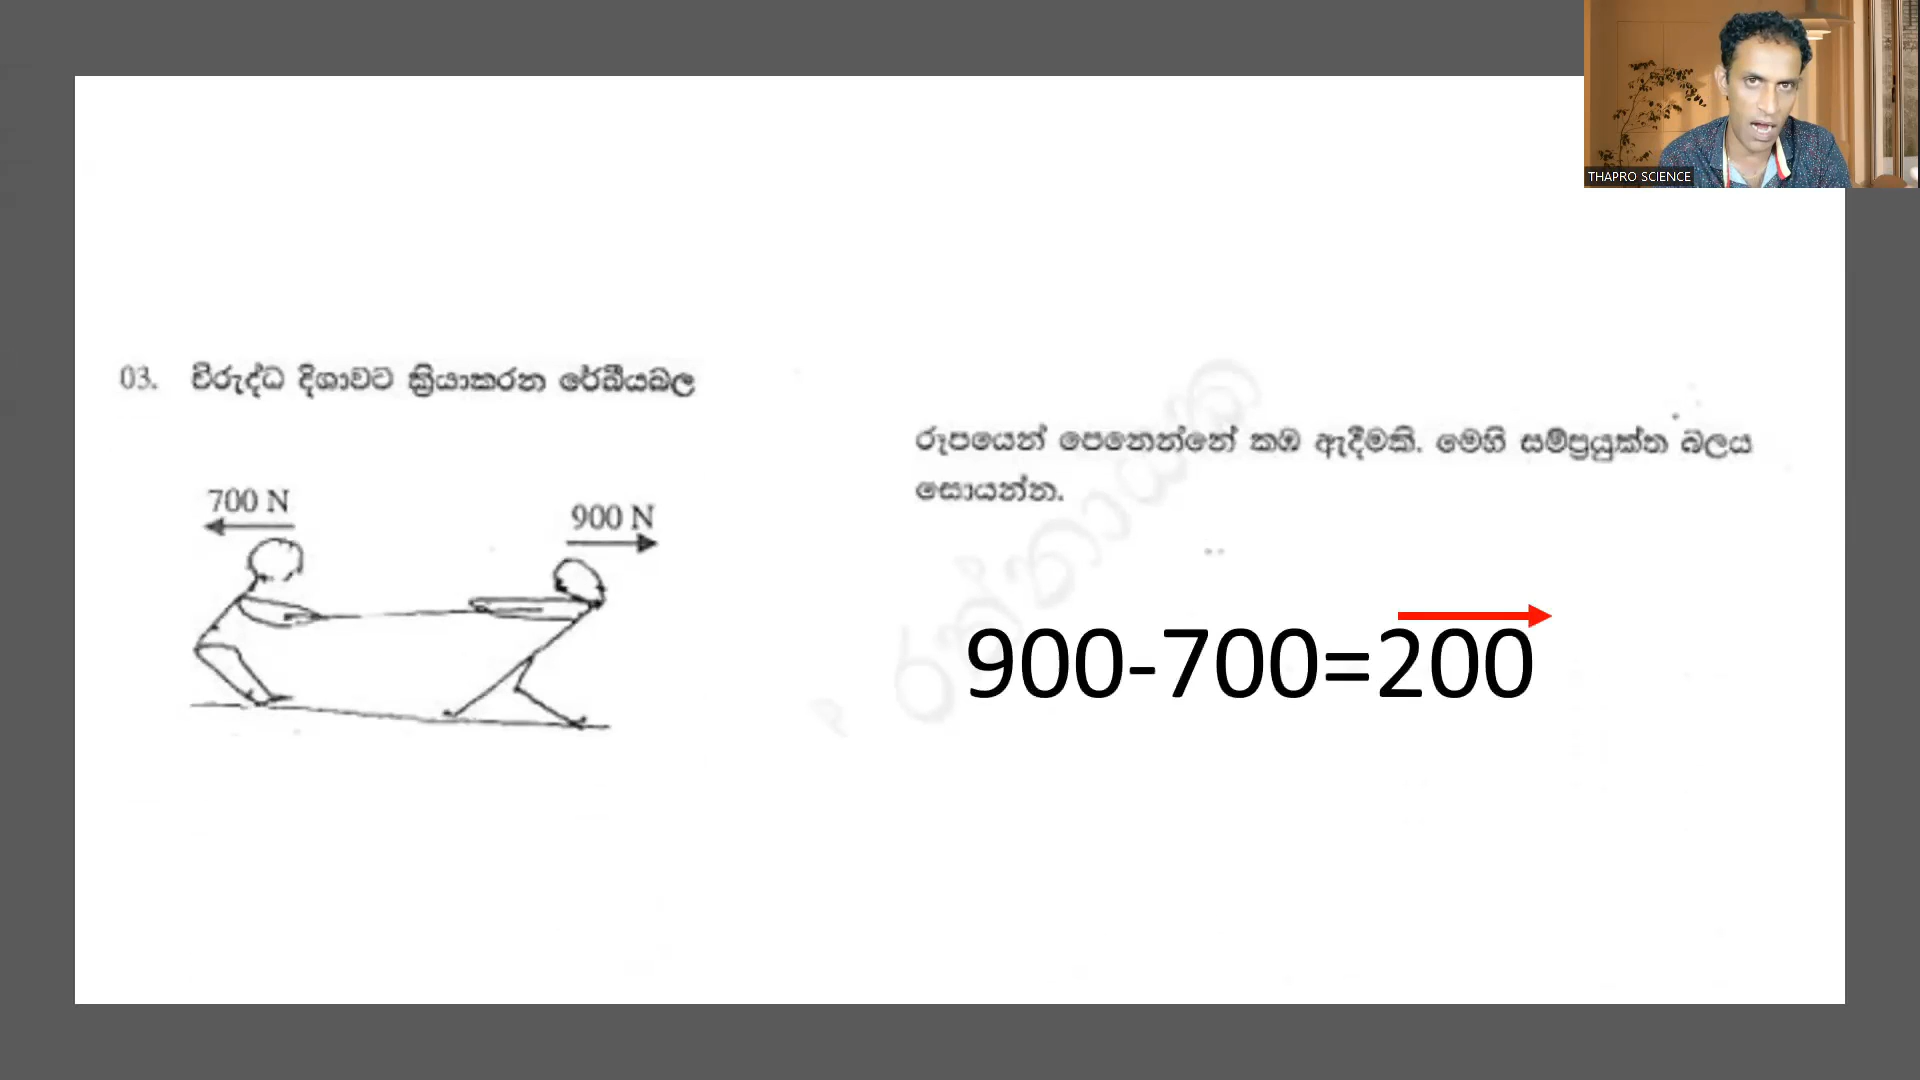 THAPRO SCIENCE
03. විරුද්ධ දිශාවට ක්‍රියාකරන රේඛීයබල
රූපයෙන් පෙනෙන්නේ කඹ ඇදීමකි. මෙහි සම්ප්‍රයුක්ත බලය
සොයන්න.
700 N
900 N
900-700=200